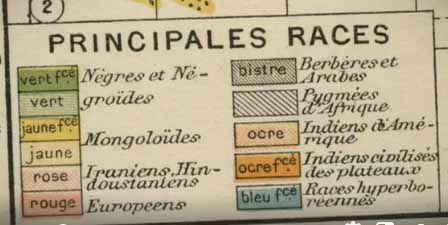 2
PRINCIPALES RACES
vert fcé Nègres et Né-
vert groïdes
jaune fcé
jaune Mongoloïdes
rose Iraniens, Hin-
doustaniens
rouge Europeens
bistre Berbères et
Arabes
Pygmées
d'Afrique
ocre Indiens d'Amé-
rique
ocre fcé Indiens civilisés
des plateaux
bleu fcé Races hyperbo-
réennes